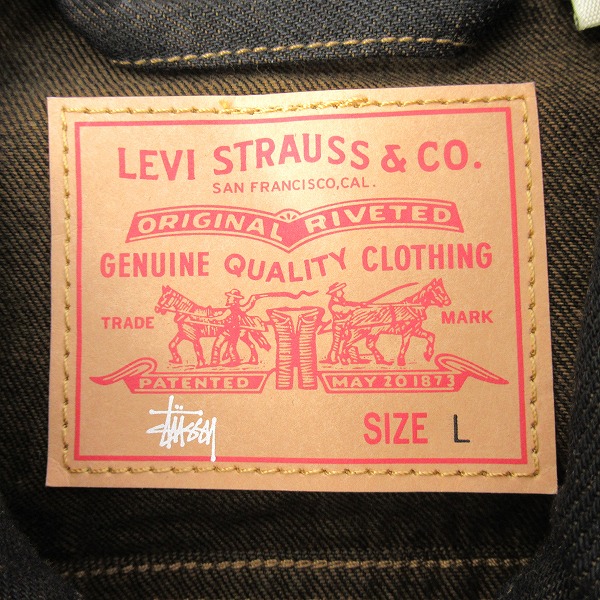 LEVI STRAUSS & CO.
SAN FRANCISCO, CAL.
ORIGINAL RIVETED
GENUINE QUALITY CLOTHING
TRADE MARK
PATENTED MAY 20 1873
Stüssy SIZE L